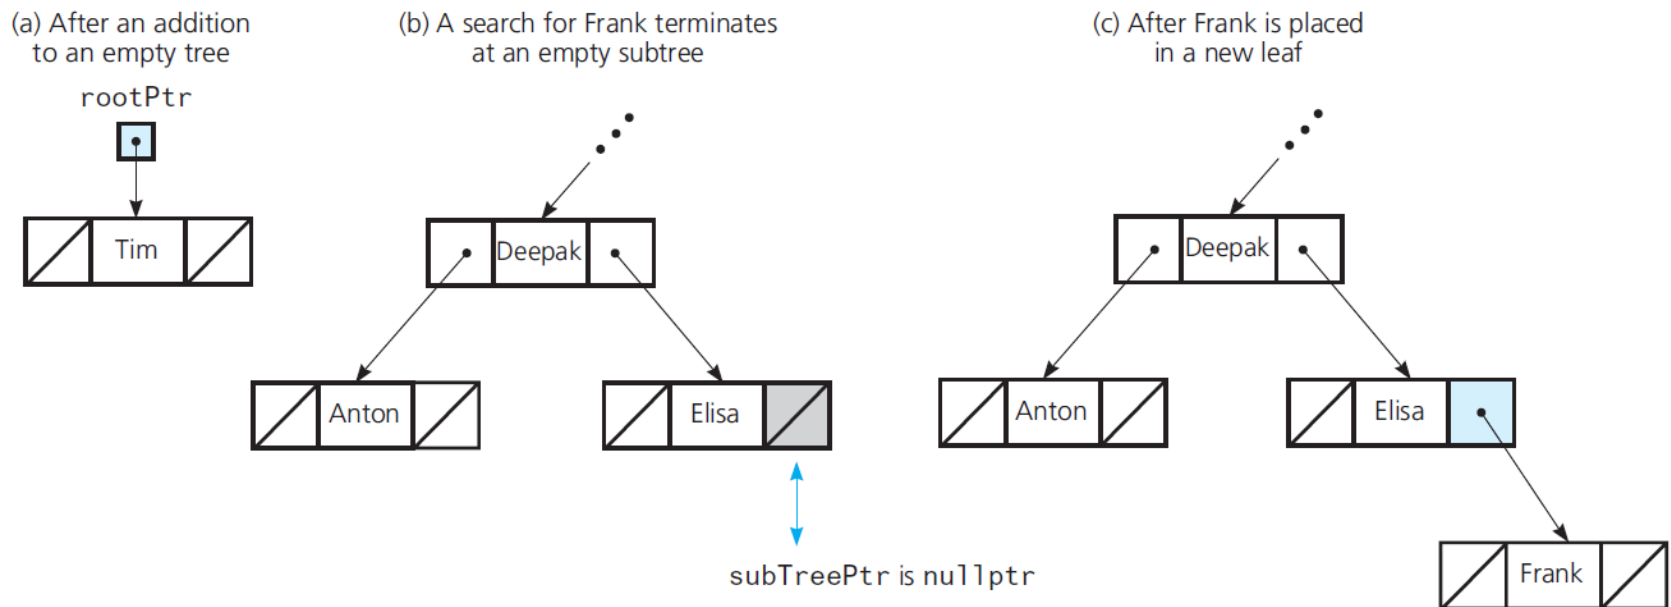 (a) After an addition
to an empty tree
rootPtr
Tim
(b) A search for Frank terminates
at an empty subtree
Deepak
Anton
Elisa
subTreePtr is nullptr
(c) After Frank is placed
in a new leaf
Deepak
Anton
Elisa
Frank